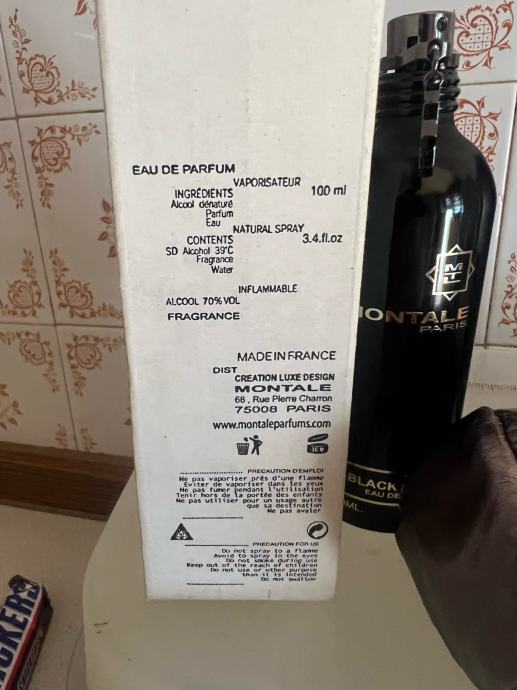 EAU DE PARFUM
VAPORISATEUR
INGRÉDIENTS
100 ml
Alcool dénaturé
Parfum
Eau
NATURAL SPRAY
CONTENTS
3.4.fl.oz
SD Alcohol 39°C
Fragrance
Water
INFLAMMABLE
ALCOOL 70% VOL
FRAGRANCE
MADE IN FRANCE
DIST
CREATION LUXE DESIGN
MONTALE
68, Rue Pierre Charron
75008 PARIS
www.montaleparfums.com
PRECAUTION D'EMPLOI
Ne pas vaporiser près d'une flamme
Eviter de vaporiser dans les yeux
Ne pas fumer pendant l'utilisation
Tenir hors de la portée des enfants
Ne pas utiliser pour un usage autre
que sa destination
Ne pas avaler
PRECAUTION FOR US
Do not spray to a flamme
Avoid to spray in the eyes
Do not smoke during use
Keep out of the reach of children
Do not use or other purpose
than it is intended
Do not swallow
MONTALE
PARIS
BLACK
EAU DE
ML.